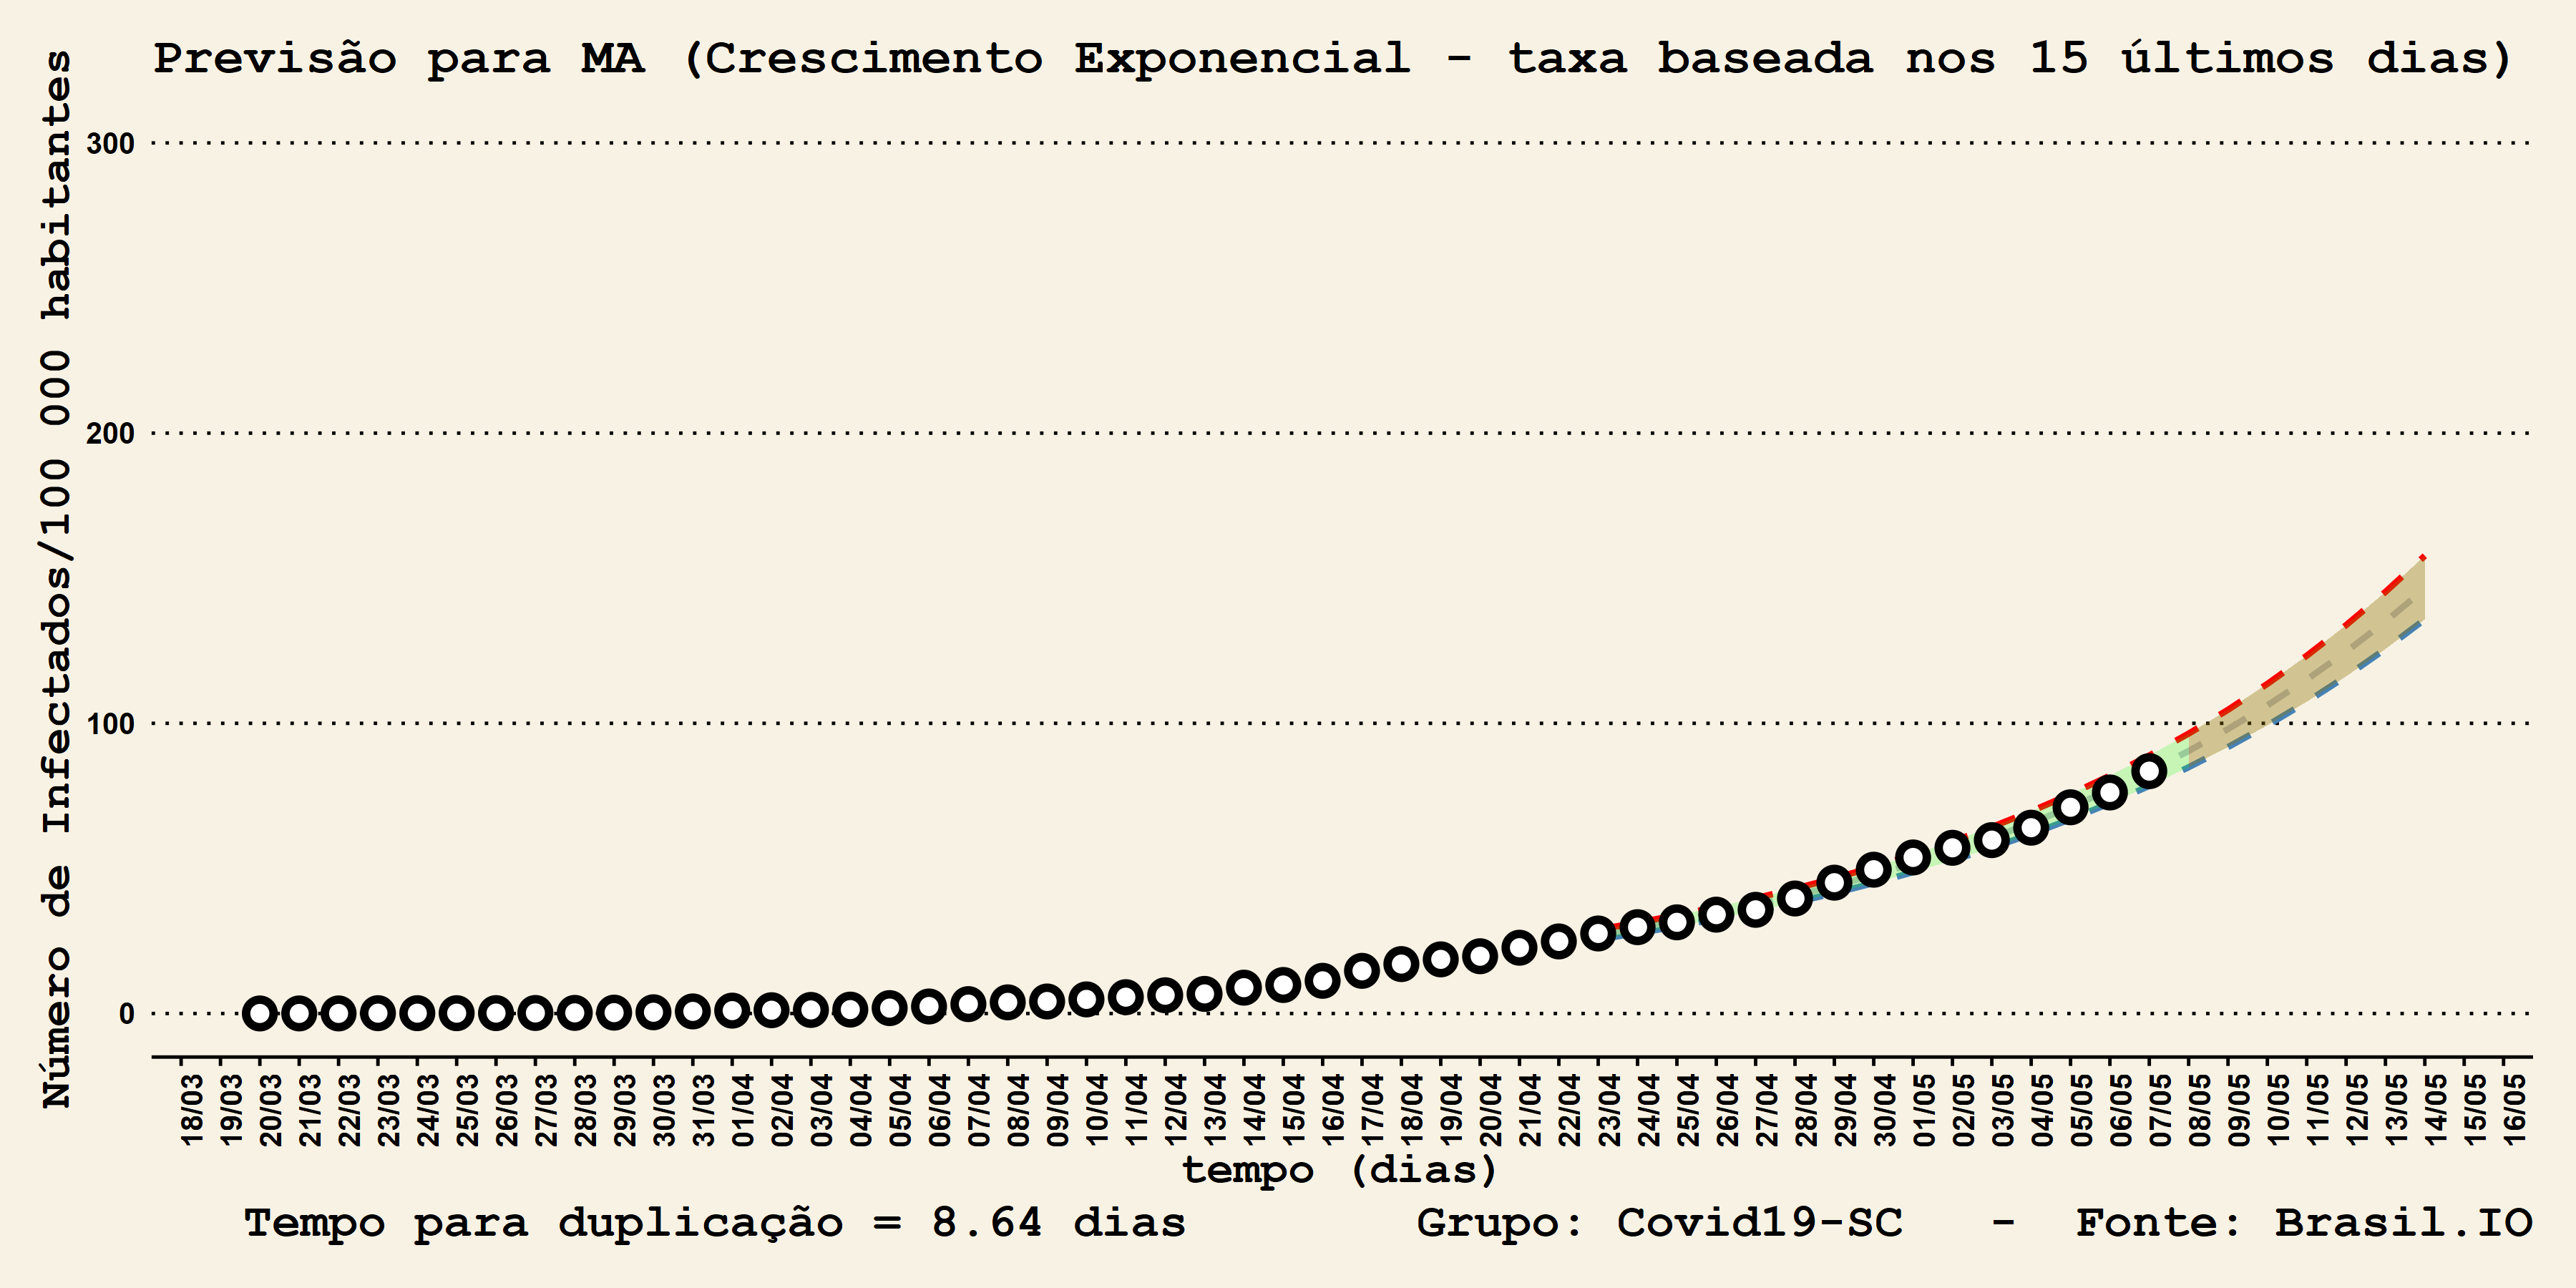 Previsão para MA (Crescimento Exponencial - taxa baseada nos 15 últimos dias)
Número de Infectados/100 000 habitantes
300
200
100
0
18/03 19/03 20/03 21/03 22/03 23/03 24/03 25/03 26/03 27/03 28/03 29/03 30/03 31/03 01/04 02/04 03/04 04/04 05/04 06/04 07/04 08/04 09/04 10/04 11/04 12/04 13/04 14/04 15/04 16/04 17/04 18/04 19/04 20/04 21/04 22/04 23/04 24/04 25/04 26/04 27/04 28/04 29/04 30/04 01/05 02/05 03/05 04/05 05/05 06/05 07/05 08/05 09/05 10/05 11/05 12/05 13/05 14/05 15/05 16/05
tempo (dias)
Tempo para duplicação = 8.64 dias Grupo: Covid19-SC - Fonte: Brasil.IO